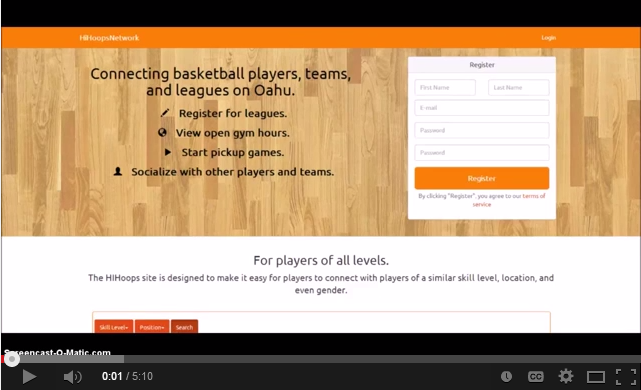 HiHoopsNetwork
Login
Connecting basketball players, teams,
and leagues on Oahu.
Register for leagues.
View open gym hours.
Start pickup games.
Socialize with other players and teams.
Register
First Name
Last Name
E-mail
Password
Password
Register
By clicking "Register", you agree to our terms of
service
For players of all levels.
The HIHoops site is designed to make it easy for players to connect with players of a similar skill level, location, and
even gender.
Skill Level
Position
Search
Screencast-O-Matic.com
0:01 / 5:10
CC